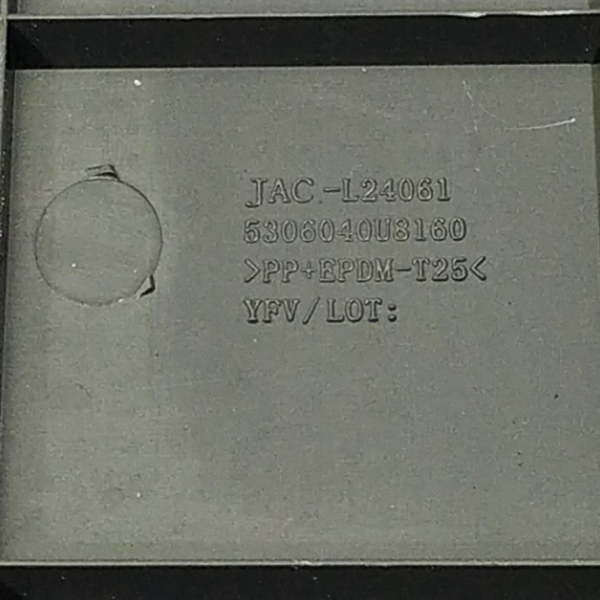 JAC-L24061
5306040U8160
>PP+EPDM-T25<
YFV/LOT: